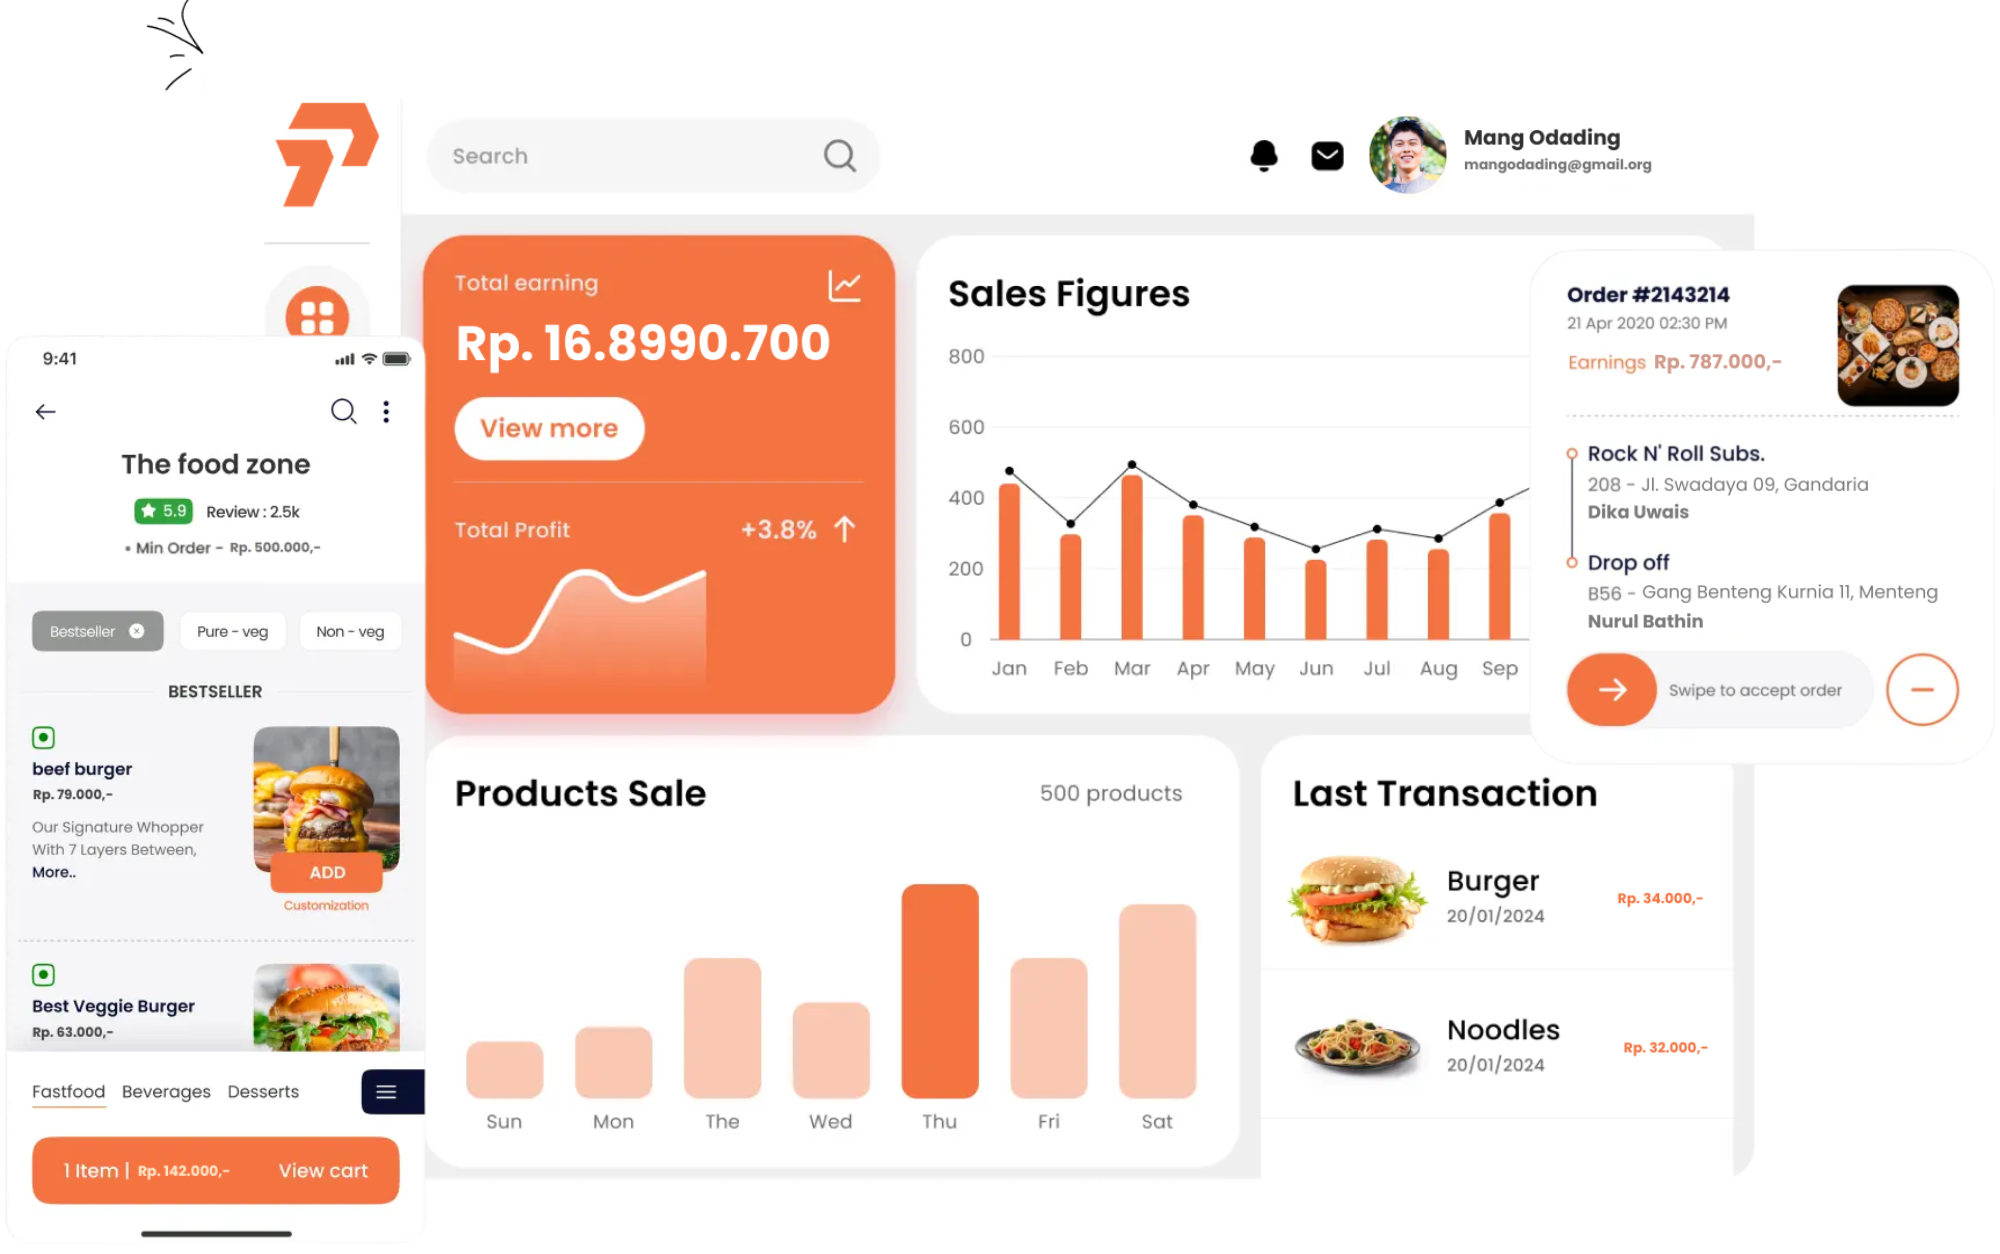 Search
Mang Odading
mangodading@gmail.org
Total earning
Rp. 16.8990.700
View more
Total Profit
+3.8%
Sales Figures
800
600
400
200
0
Jan Feb Mar Apr May Jun Jul Aug Sep
Order #2143214
21 Apr 2020 02:30 PM
Earnings Rp. 787.000,-
Rock N' Roll Subs.
208 - Jl. Swadaya 09, Gandaria
Dika Uwais
Drop off
B56 - Gang Benteng Kurnia 11, Menteng
Nurul Bathin
Swipe to accept order
9:41
The food zone
5.9 Review : 2.5k
• Min Order - Rp. 500.000,-
Bestseller Pure - veg Non - veg
BESTSELLER
beef burger
Rp. 79.000,-
Our Signature Whopper
With 7 Layers Between,
More..
ADD
Customization
Best Veggie Burger
Rp. 63.000,-
Fastfood Beverages Desserts
1 Item | Rp. 142.000,- View cart
Products Sale
500 products
Sun Mon The Wed Thu Fri Sat
Last Transaction
Burger
20/01/2024
Rp. 34.000,-
Noodles
20/01/2024
Rp. 32.000,-